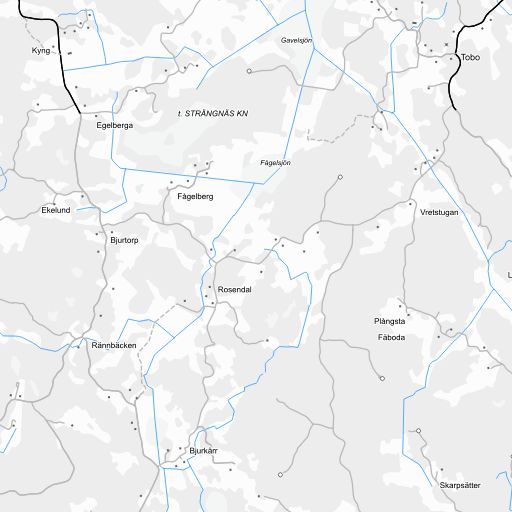 Gavelsjön
Kyng
Tobo
t. STRÄNGNÄS KN
Egelberga
Fågelsjön
Fågelberg
Ekelund
Vretstugan
Bjurtorp
Rosendal
Plångsta
Fäboda
Rännbäcken
Bjurkärr
Skarpsätter